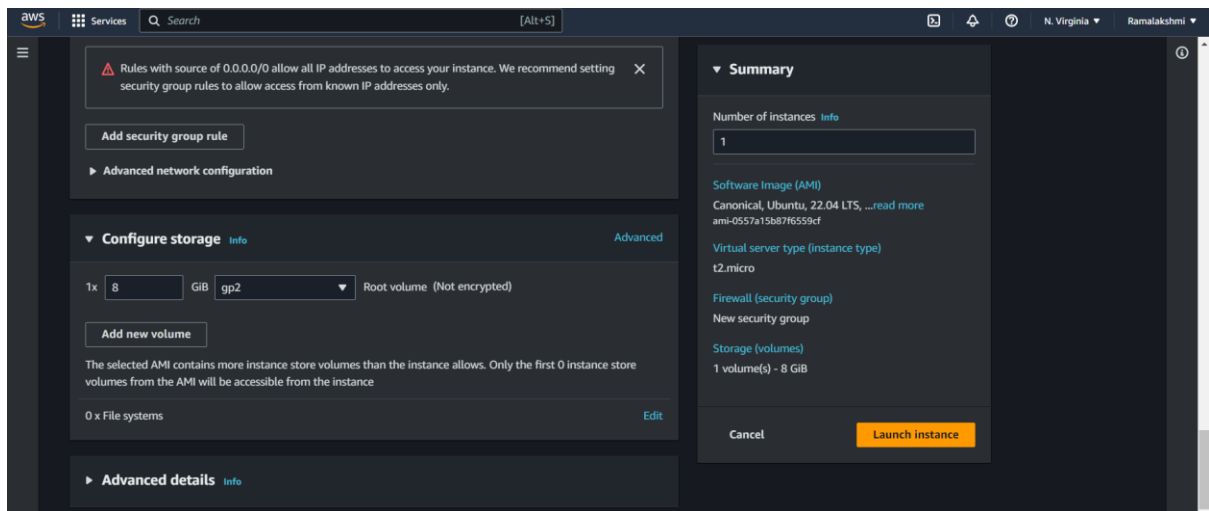 aws
Services
Search
[Alt+S]
N. Virginia
Ramalakshmi
Rules with source of 0.0.0.0/0 allow all IP addresses to access your instance. We recommend setting
security group rules to allow access from known IP addresses only.
Add security group rule
Advanced network configuration
Configure storage Info
Advanced
1x 8 GiB gp2 Root volume (Not encrypted)
Add new volume
The selected AMI contains more instance store volumes than the instance allows. Only the first 0 instance store
volumes from the AMI will be accessible from the instance
0 x File systems
Edit
Advanced details Info
Summary
Number of instances Info
1
Software Image (AMI)
Canonical, Ubuntu, 22.04 LTS, ...read more
ami-0557a15b87f6559cf
Virtual server type (instance type)
t2.micro
Firewall (security group)
New security group
Storage (volumes)
1 volume(s) - 8 GiB
Cancel
Launch instance